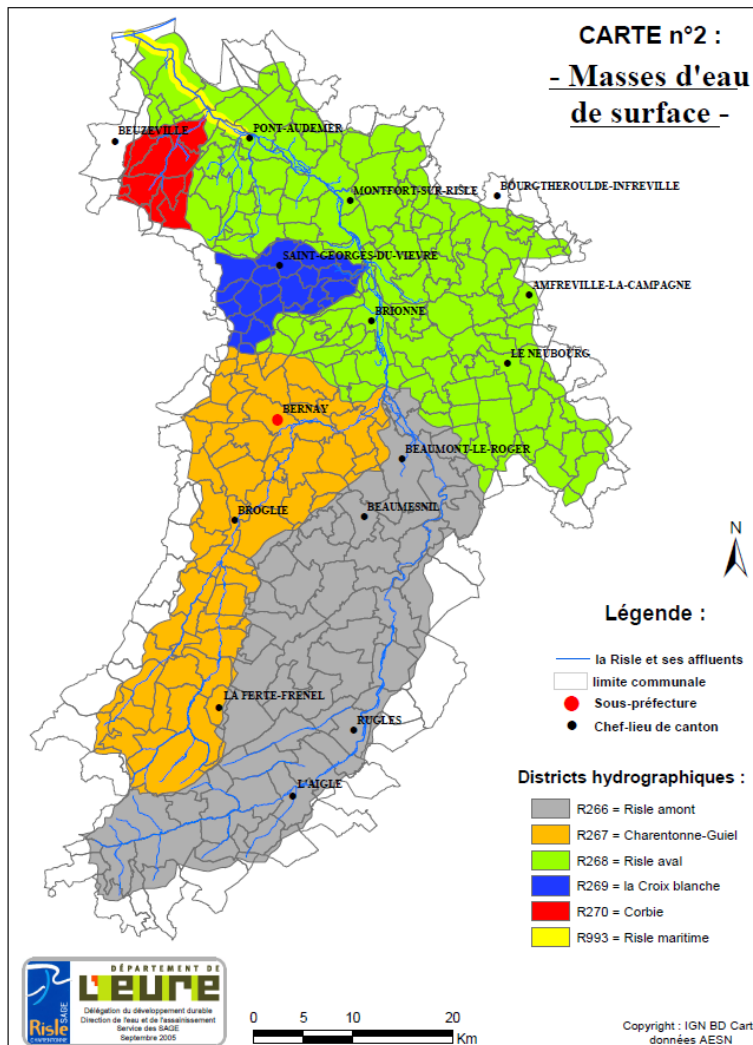 CARTE n°2 :
- Masses d'eau
de surface -
BEUZEVILLE
PONT-AUDEMER
MONTFORT-SUR-RISLE
BOURGTHEROULDE-INFREVILLE
SAINT-GEORGES-DU-VIEVRE
AMFREVILLE-LA-CAMPAGNE
BRIONNE
LE NEUBOURG
BERNAY
BEAUMONT-LE-ROGER
BROGLIE
BEAUMESNIL
LA FERTE-FRENEL
RUGLES
L'AIGLE
N
Légende :
la Risle et ses affluents
limite communale
Sous-préfecture
Chef-lieu de canton
Districts hydrographiques :
R266 = Risle amont
R267 = Charentonne-Guiel
R268 = Risle aval
R269 = la Croix blanche
R270 = Corbie
R993 = Risle maritime
Risle
CHARENTONNE
SAGE
DÉPARTEMENT DE
L'EURE
Délégation du développement durable
Direction de l'eau et de l'assainissement
Service des SAGE
Septembre 2005
0 5 10 20
Km
Copyright : IGN BD Cart
données AESN